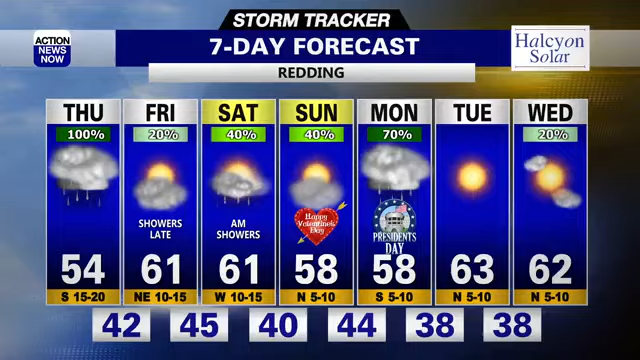 STORM TRACKER
ACTION
NEWS
NOW
7-DAY FORECAST
Halcyon
Solar
REDDING
THU FRI SAT SUN MON TUE WED
100% 20% 40% 40% 70% 20%
SHOWERS
LATE
AM
SHOWERS
Happy
Valentine's
Day
PRESIDENTS
DAY
54 61 61 58 58 63 62
S 15-20 NE 10-15 W 10-15 N 5-10 S 5-10 N 5-10 N 5-10
42 45 40 44 38 38